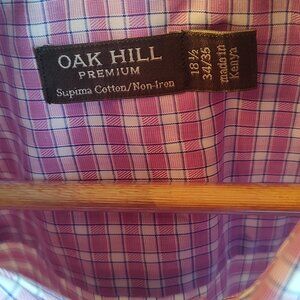 OAK HILL
PREMIUM
Supima Cotton/Non-Iron
18 ½
34/35
made in
Kenya